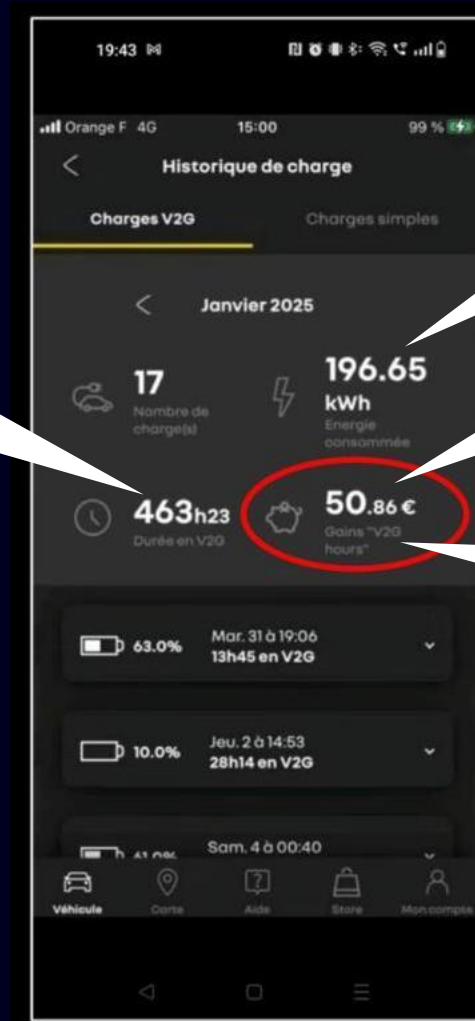 19:43
Orange F 4G 15:00 99 %
Historique de charge
Charges V2G Charges simples
Janvier 2025
17
Nombre de
charge(s)
196.65
kWh
Energie
consommée
463h23
Durée en V2G
50.86 €
Gains "V2G
hours"
63.0% Mar. 31 à 19:06
13h45 en V2G
10.0% Jeu. 2 à 14:53
28h14 en V2G
Sam. 4 à 00:40
Véhicule Carte Aide Store Mon compte